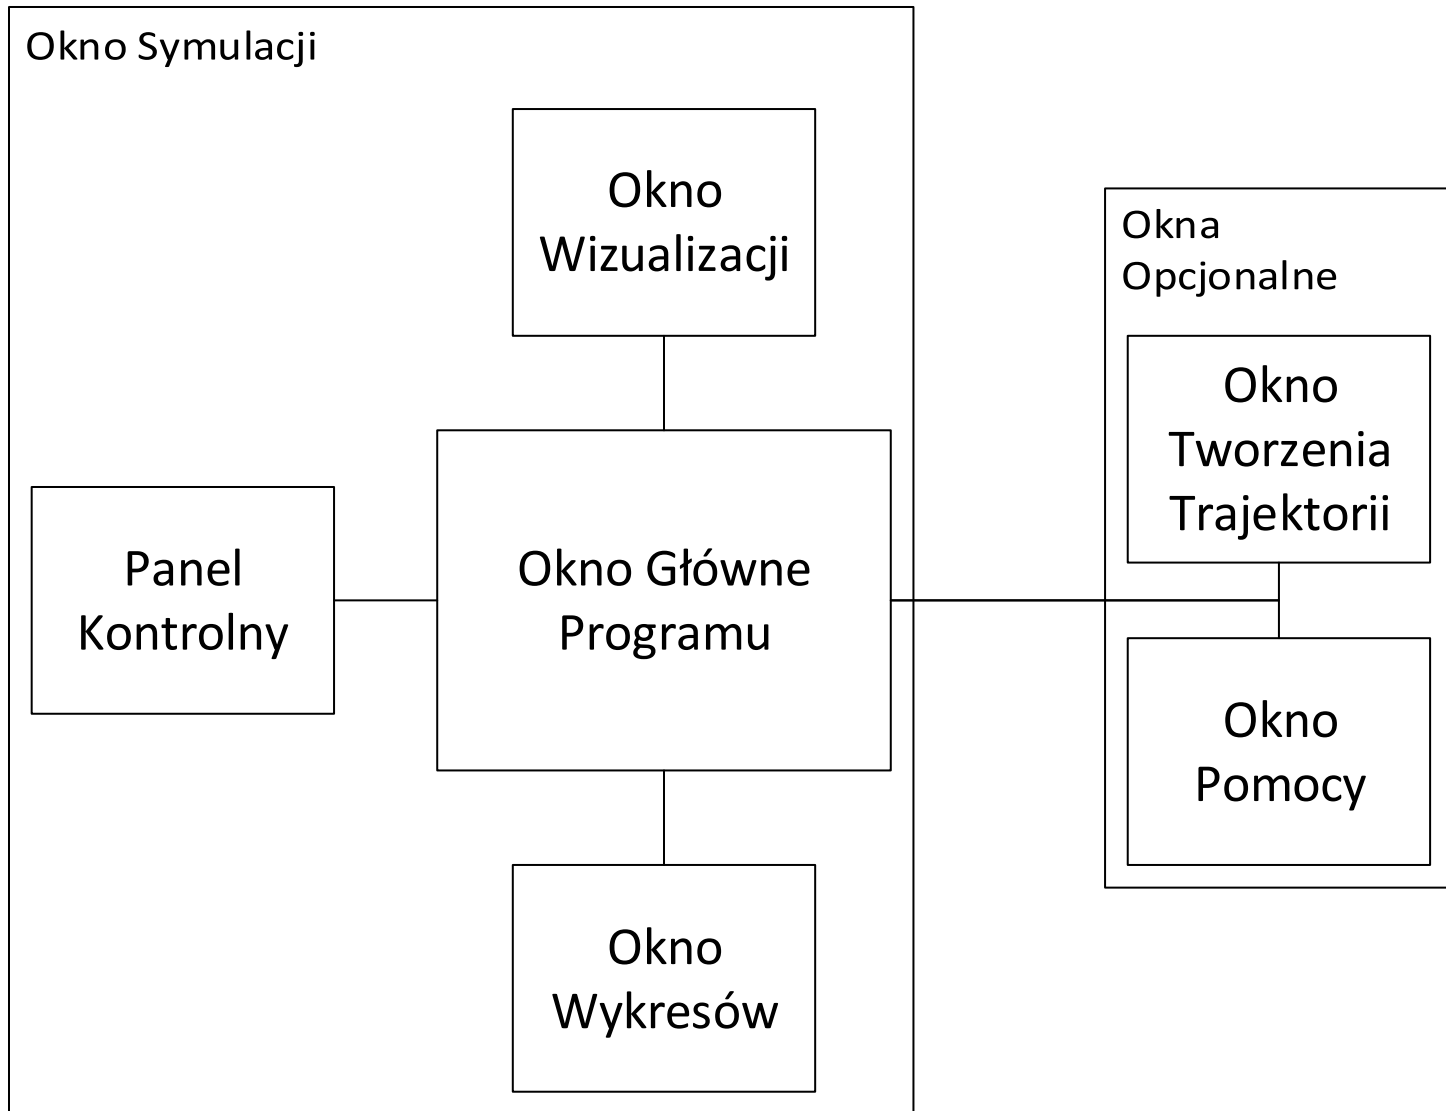 Okno Symulacji
Okno
Wizualizacji
Panel
Kontrolny
Okno Główne
Programu
Okno
Wykresów
Okna
Opcjonalne
Okno
Tworzenia
Trajektorii
Okno
Pomocy